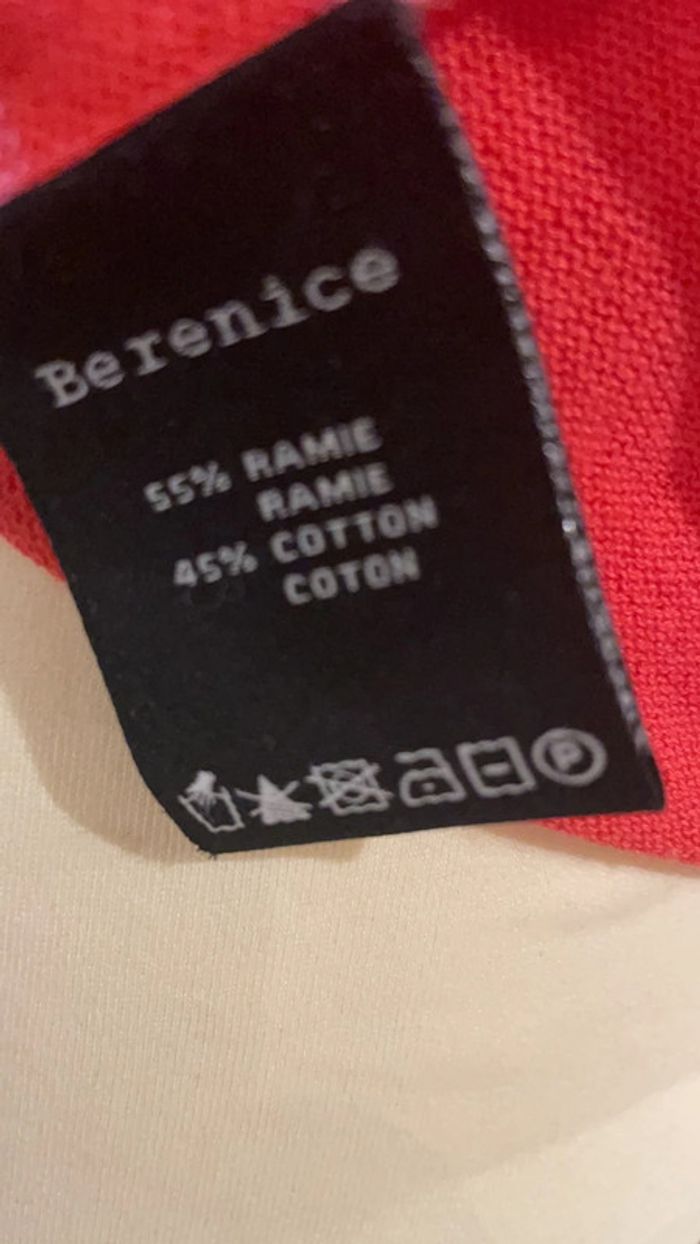 Berenice
55% RAMIE
RAMIE
45% COTTON
COTON
P